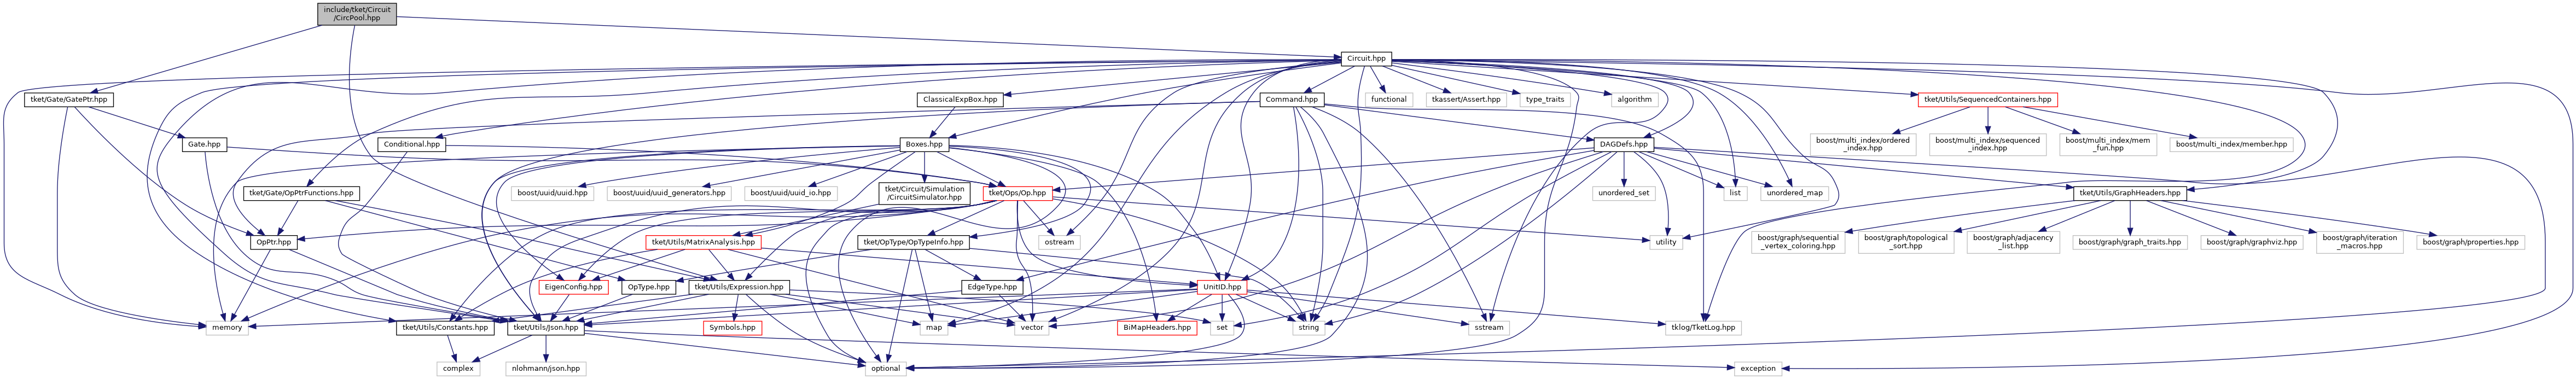 include/tket/Circuit
/CircPool.hpp
Circuit.hpp
tket/Gate/GatePtr.hpp
ClassicalExpBox.hpp
Command.hpp
functional
tkassert/Assert.hpp
type_traits
algorithm
tket/Utils/SequencedContainers.hpp
Gate.hpp
Conditional.hpp
Boxes.hpp
DAGDefs.hpp
boost/multi_index/ordered
_index.hpp
boost/multi_index/sequenced
_index.hpp
boost/multi_index/mem
_fun.hpp
boost/multi_index/member.hpp
tket/Gate/OpPtrFunctions.hpp
boost/uuid/uuid.hpp
boost/uuid/uuid_generators.hpp
boost/uuid/uuid_io.hpp
tket/Circuit/Simulation
/CircuitSimulator.hpp
tket/Ops/Op.hpp
unordered_set
list
unordered_map
tket/Utils/GraphHeaders.hpp
OpPtr.hpp
tket/Utils/MatrixAnalysis.hpp
tket/OpType/OpTypeInfo.hpp
ostream
utility
boost/graph/sequential
_vertex_coloring.hpp
boost/graph/topological
_sort.hpp
boost/graph/adjacency
_list.hpp
boost/graph/graph_traits.hpp
boost/graph/graphviz.hpp
boost/graph/iteration
_macros.hpp
boost/graph/properties.hpp
EigenConfig.hpp
OpType.hpp
tket/Utils/Expression.hpp
EdgeType.hpp
UnitID.hpp
memory
tket/Utils/Constants.hpp
tket/Utils/Json.hpp
Symbols.hpp
map
vector
BiMapHeaders.hpp
set
string
sstream
tklog/TketLog.hpp
complex
nlohmann/json.hpp
optional
exception